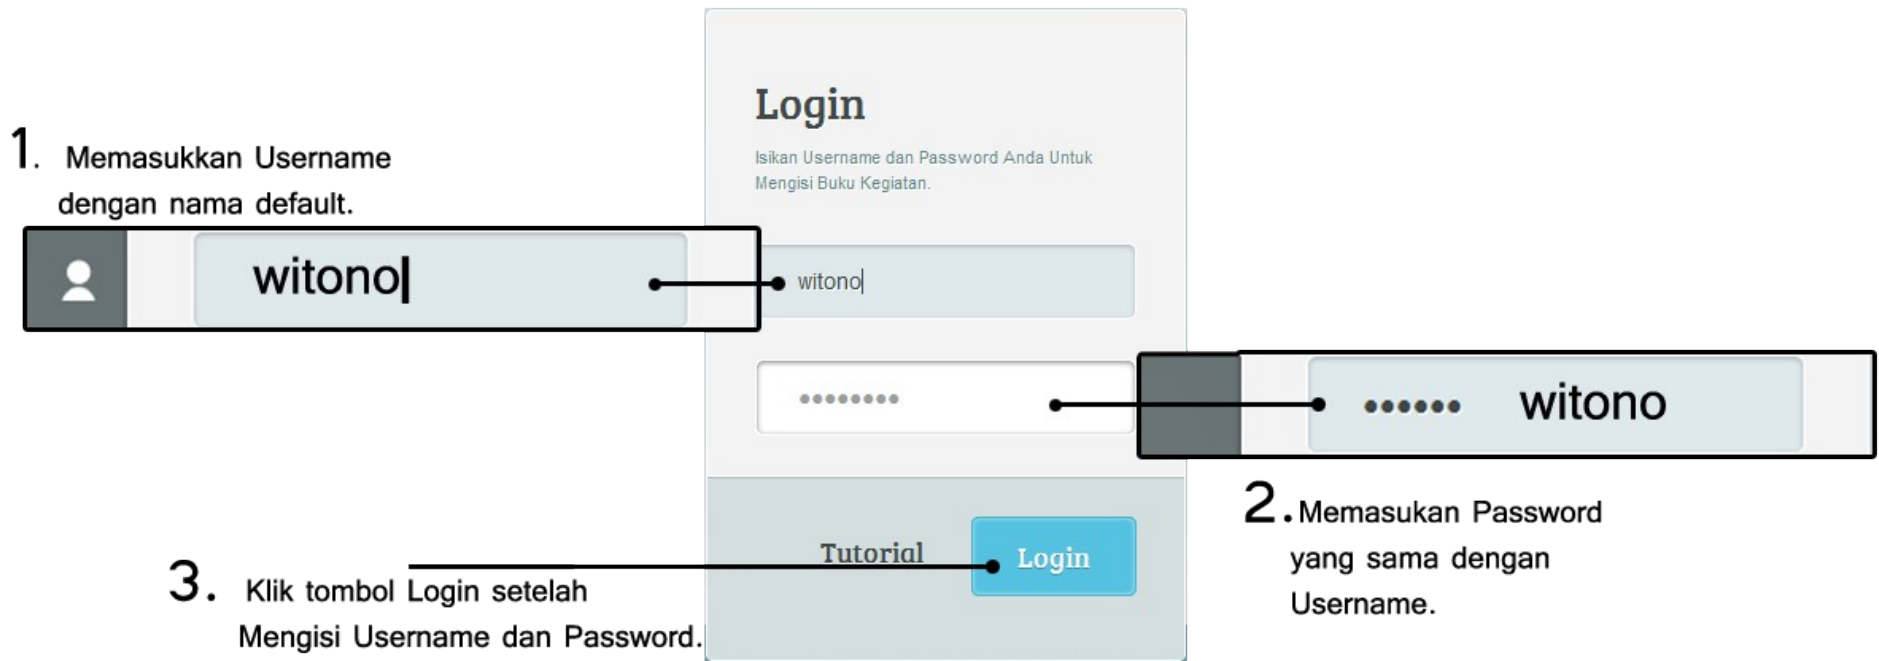 1. Memasukkan Username
dengan nama default.
witono
Login
Isikan Username dan Password Anda Untuk
Mengisi Buku Kegiatan.
witono
••••••••
•••••• witono
2. Memasukan Password
yang sama dengan
Username.
Tutorial
Login
3. Klik tombol Login setelah
Mengisi Username dan Password.